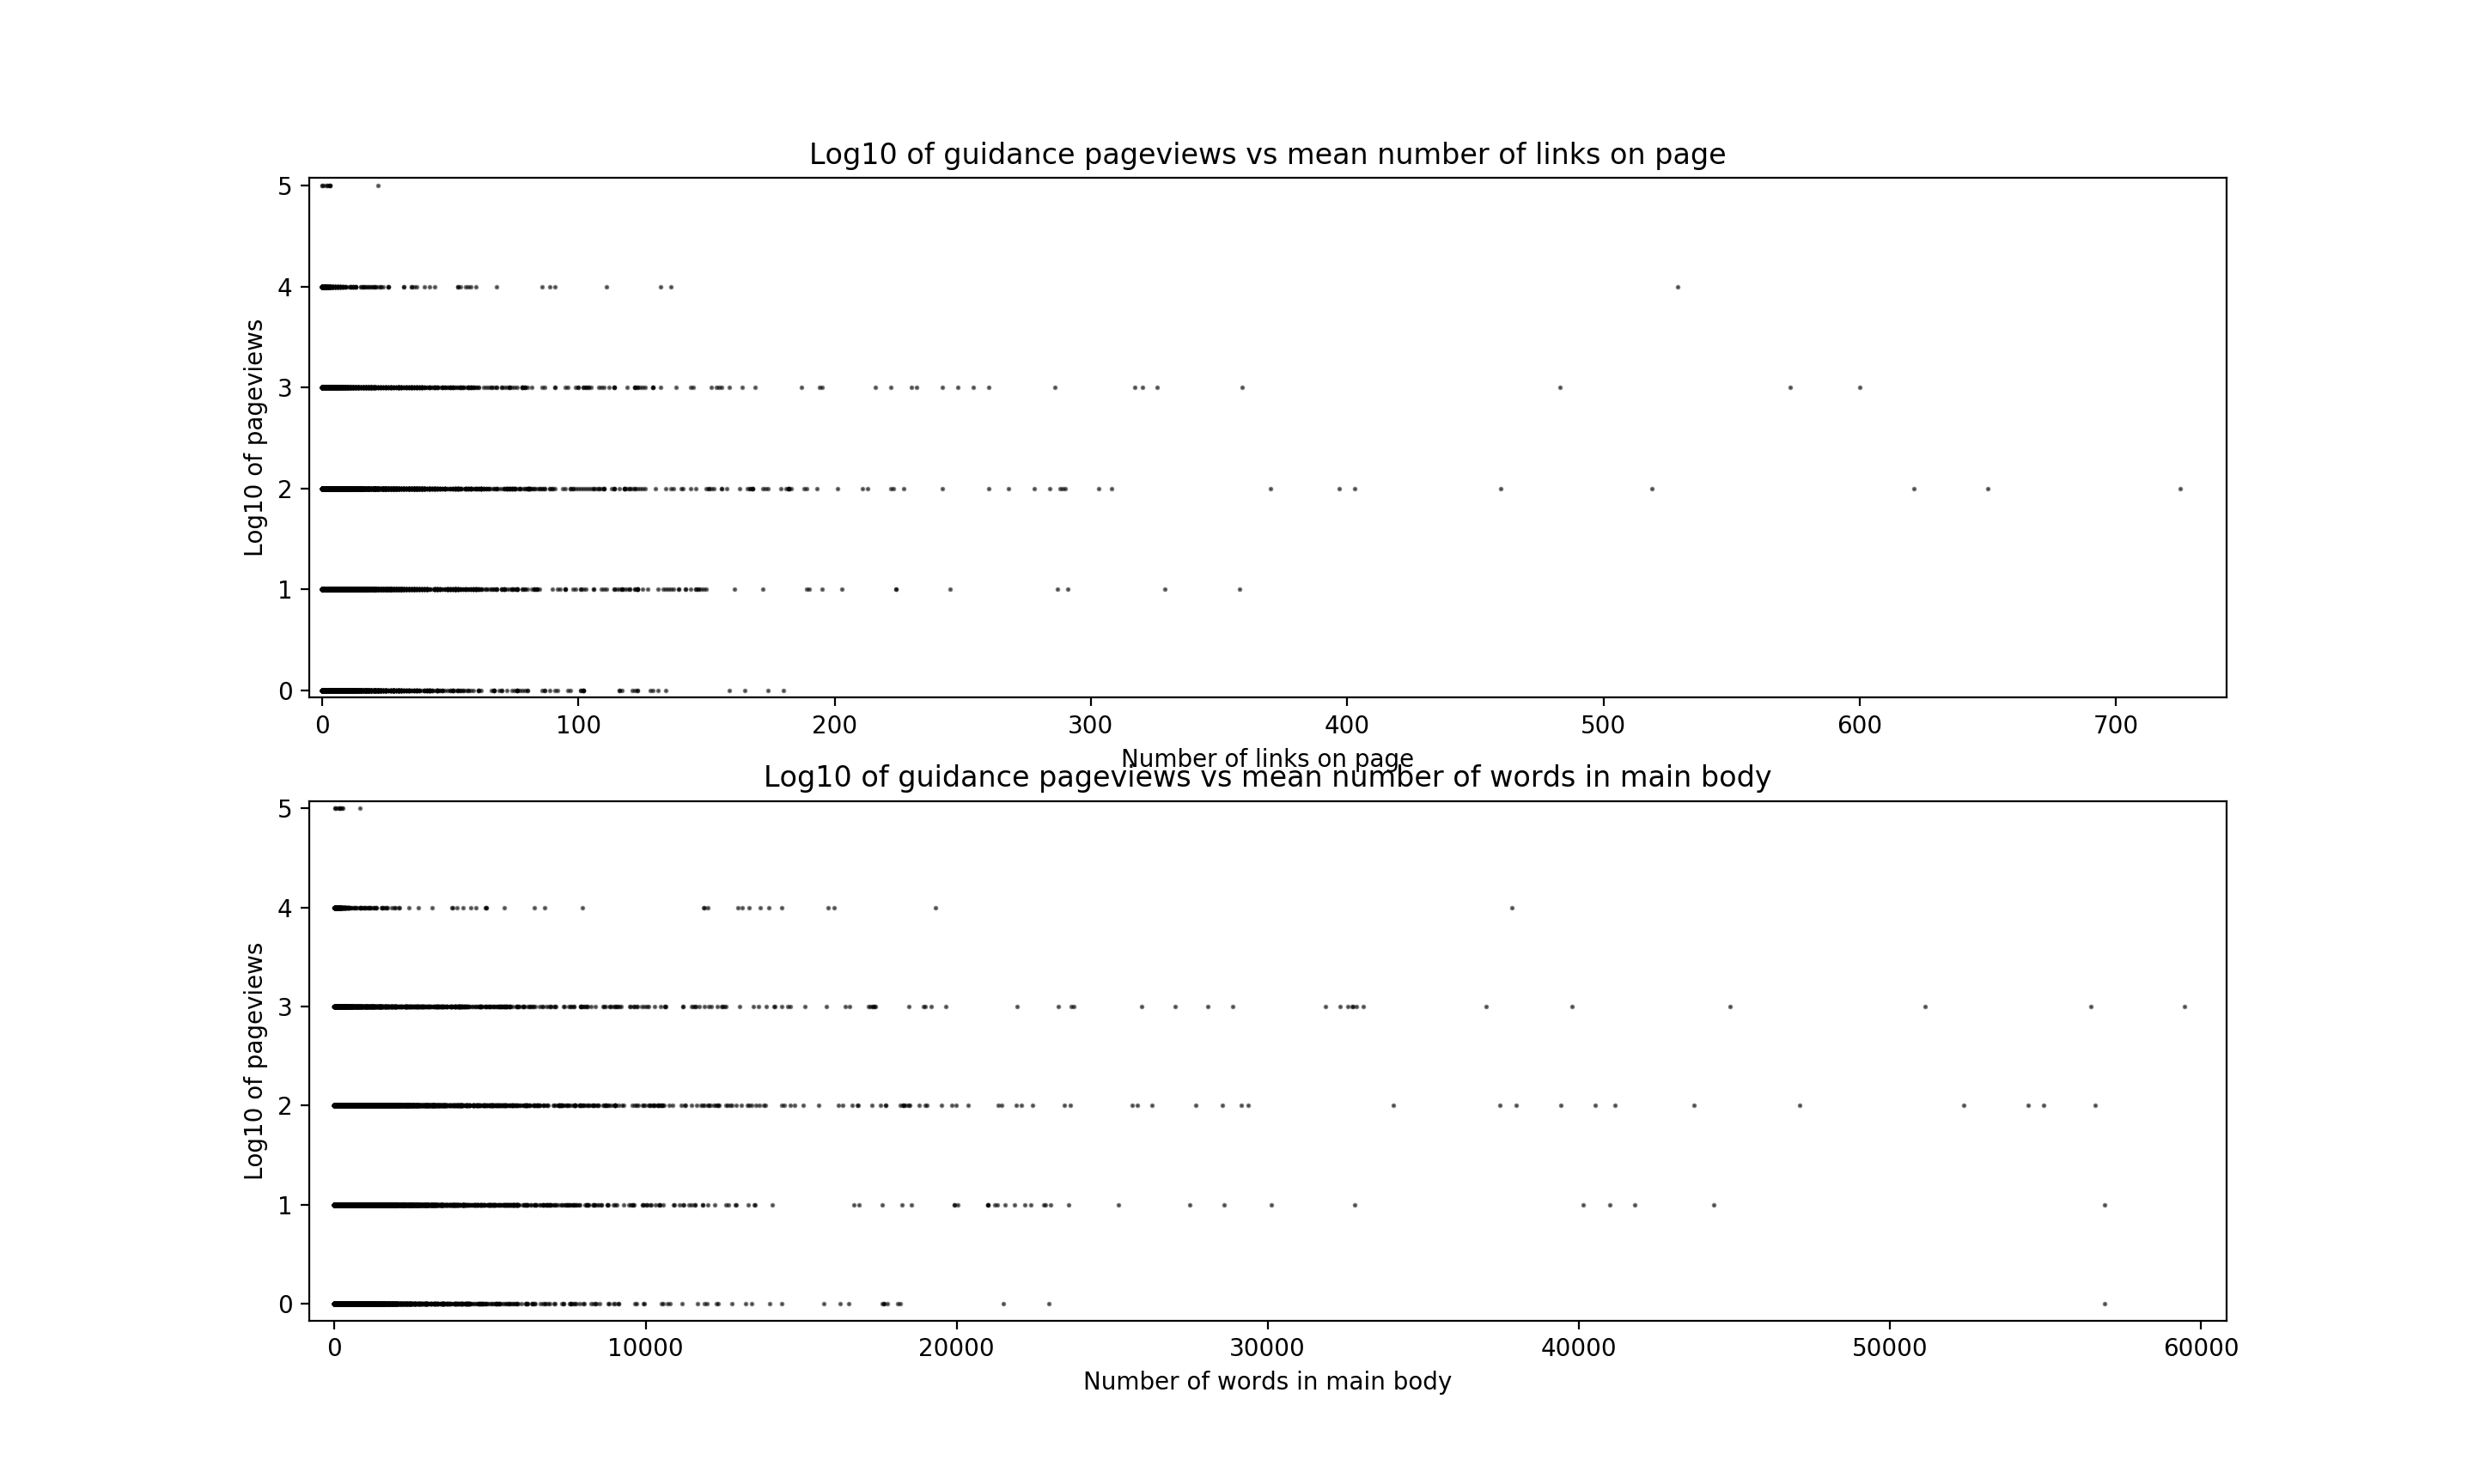 Log10 of guidance pageviews vs mean number of links on page
5
4
3
2
1
0
Log10 of pageviews
0 100 200 300 400 500 600 700
Number of links on page
Log10 of guidance pageviews vs mean number of words in main body
5
4
3
2
1
0
Log10 of pageviews
0 10000 20000 30000 40000 50000 60000
Number of words in main body